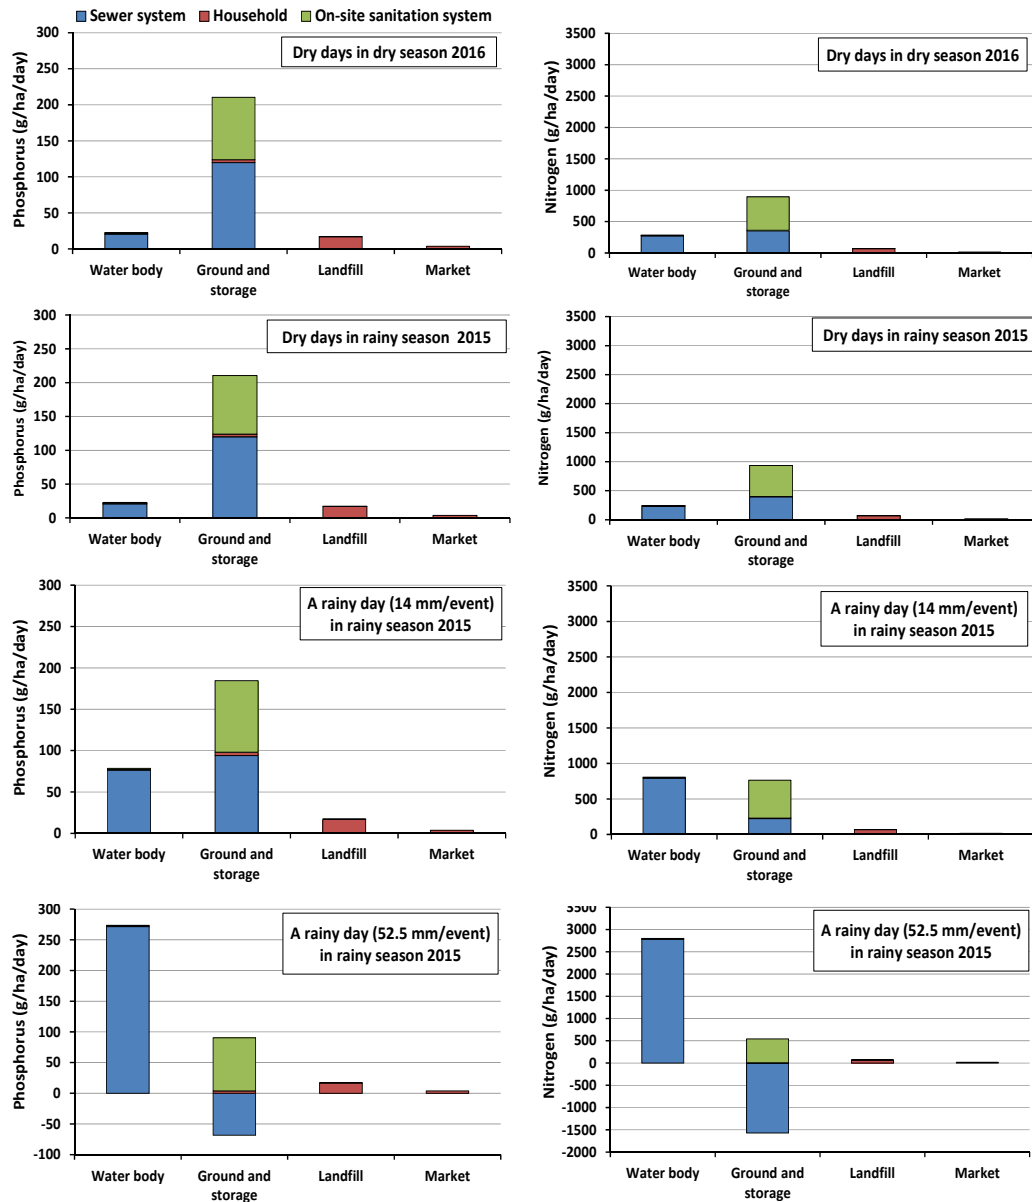 Sewer system Household On-site sanitation system
Phosphorus (g/ha/day)
300
250
200
150
100
50
0
Dry days in dry season 2016
Water body Ground and storage Landfill Market
Nitrogen (g/ha/day)
3500
3000
2500
2000
1500
1000
500
0
Dry days in dry season 2016
Water body Ground and storage Landfill Market
Phosphorus (g/ha/day)
300
250
200
150
100
50
0
Dry days in rainy season 2015
Water body Ground and storage Landfill Market
Nitrogen (g/ha/day)
3500
3000
2500
2000
1500
1000
500
0
Dry days in rainy season 2015
Water body Ground and storage Landfill Market
Phosphorus (g/ha/day)
300
250
200
150
100
50
0
A rainy day (14 mm/event)
in rainy season 2015
Water body Ground and storage Landfill Market
Nitrogen (g/ha/day)
3500
3000
2500
2000
1500
1000
500
0
A rainy day (14 mm/event)
in rainy season 2015
Water body Ground and storage Landfill Market
Phosphorus (g/ha/day)
300
250
200
150
100
50
0
-50
-100
A rainy day (52.5 mm/event)
in rainy season 2015
Water body Ground and storage Landfill Market
Nitrogen (g/ha/day)
3500
3000
2500
2000
1500
1000
500
0
-500
-1000
-1500
-2000
A rainy day (52.5 mm/event)
in rainy season 2015
Water body Ground and storage Landfill Market